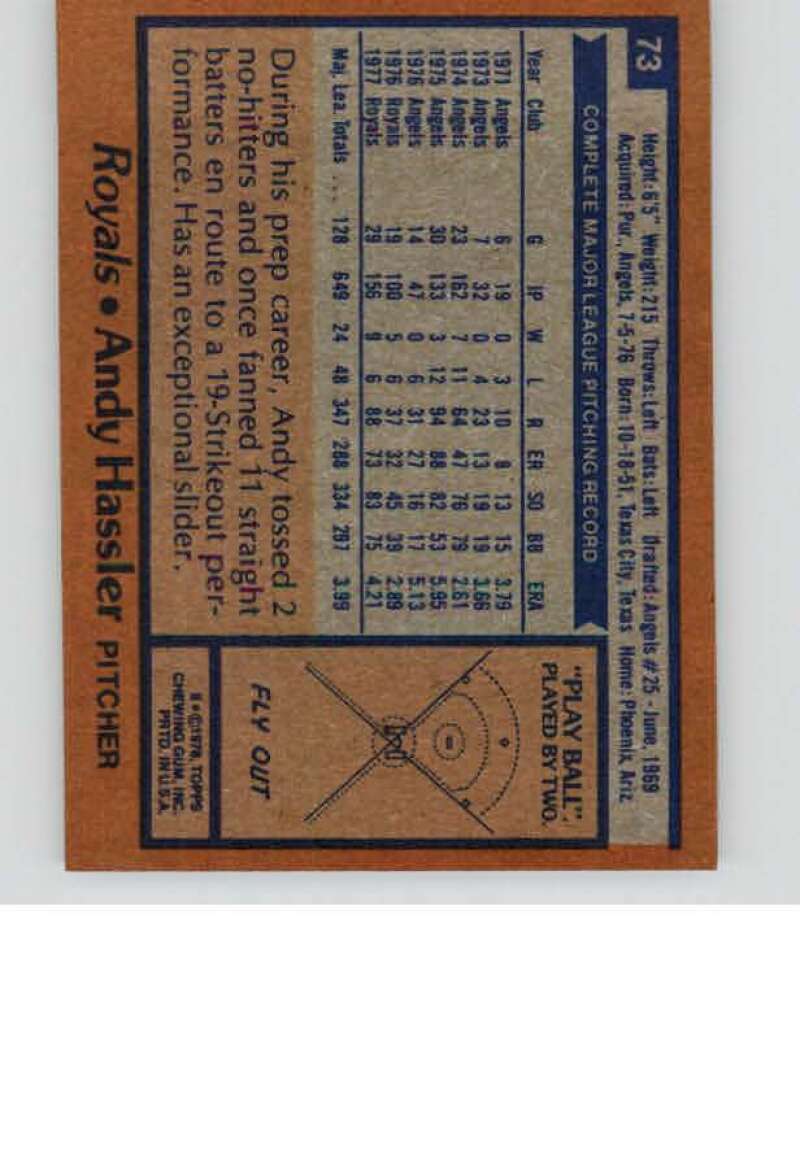 73
Height: 6'5" Weight: 215 Throws: Left Bats: Left Drafted: Angels #25 - June, 1969
Acquired: Pur., Angels, 7-5-76 Born: 10-18-51, Texas City, Texas Home: Phoenix, Ariz.
COMPLETE MAJOR LEAGUE PITCHING RECORD
Year Club G IP W L R ER SO BB ERA
1971 Angels 6 19 0 3 10 8 13 15 3.79
1973 Angels 7 32 0 4 23 13 19 19 3.66
1974 Angels 23 162 7 11 64 47 76 79 2.61
1975 Angels 30 133 3 12 94 88 82 53 5.95
1976 Angels 14 47 0 6 31 27 16 17 5.13
1976 Royals 19 100 5 6 37 32 45 39 2.89
1977 Royals 29 156 9 6 88 73 83 75 4.21
Maj. Lea. Totals ... 128 649 24 48 347 288 334 297 3.99
During his prep career, Andy tossed 2
no-hitters and once fanned 11 straight
batters en route to a 19-Strikeout per-
formance. Has an exceptional slider.
"PLAY BALL".
PLAYED BY TWO.
FLY OUT
©1978, TOPPS
CHEWING GUM, INC.
PRTD. IN U.S.A.
Royals • Andy Hassler PITCHER